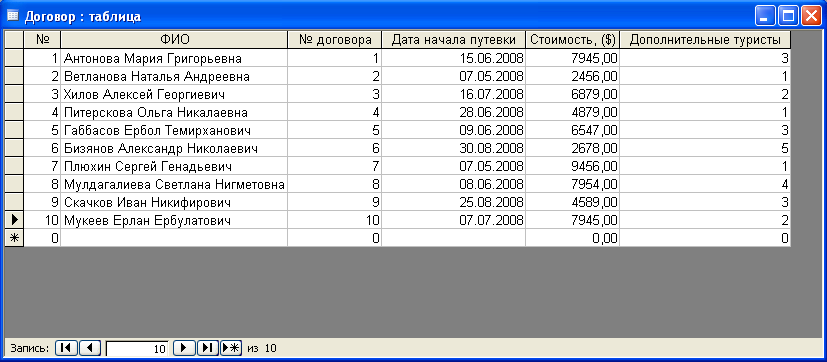 Договор : таблица
№ ФИО № договора Дата начала путевки Стоимость, ($) Дополнительные туристы
1 Антонова Мария Григорьевна 1 15.06.2008 7945,00 3
2 Ветланова Наталья Андреевна 2 07.05.2008 2456,00 1
3 Хилов Алексей Георгиевич 3 16.07.2008 6879,00 2
4 Питерскова Ольга Никалаевна 4 28.06.2008 4879,00 1
5 Габбасов Ербол Темирханович 5 09.06.2008 6547,00 3
6 Бизянов Александр Николаевич 6 30.08.2008 2678,00 5
7 Плюхин Сергей Генадьевич 7 07.05.2008 9456,00 1
8 Мулдагалиева Светлана Нигметовна 8 08.06.2008 7954,00 4
9 Скачков Иван Никифирович 9 25.08.2008 4589,00 3
10 Мукеев Ерлан Ербулатович 10 07.07.2008 7945,00 2
0 0 0,00 0
Запись: 10 из 10